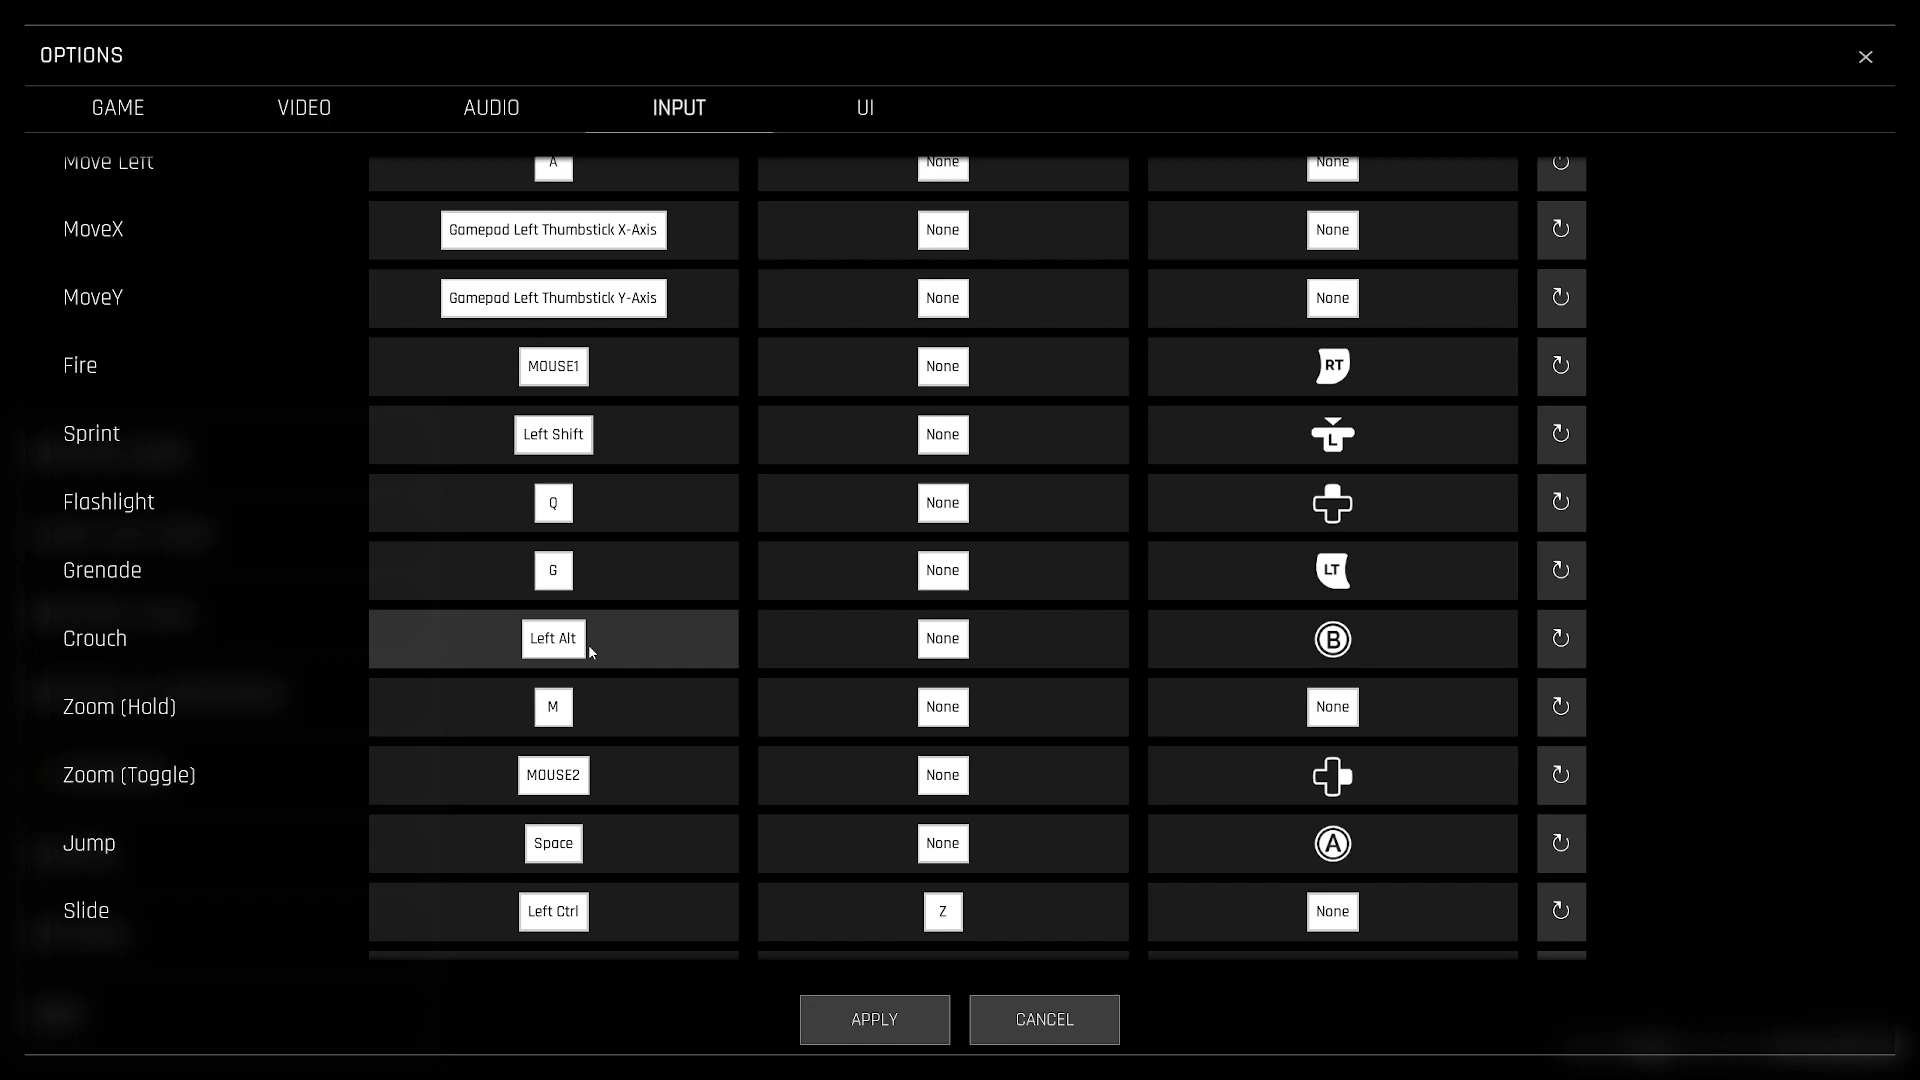 OPTIONS
GAME VIDEO AUDIO INPUT UI
Move Left A None None
MoveX Gamepad Left Thumbstick X-Axis None None
MoveY Gamepad Left Thumbstick Y-Axis None None
Fire MOUSE1 None RT
Sprint Left Shift None L
Flashlight Q None
Grenade G None LT
Crouch Left Alt None B
Zoom (Hold) M None None
Zoom (Toggle) MOUSE2 None
Jump Space None A
Slide Left Ctrl Z None
APPLY CANCEL